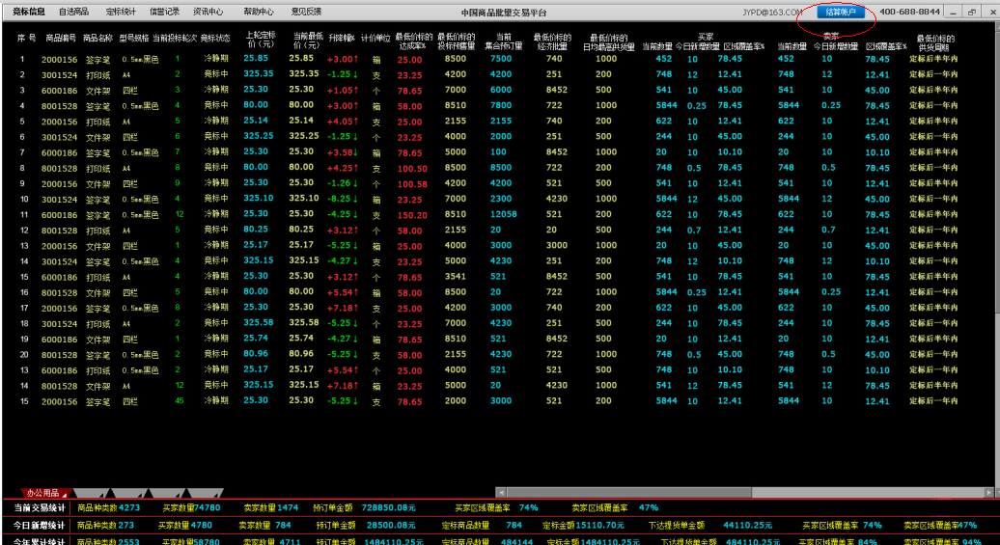 竞标信息 自选商品 定标统计 信誉记录 资讯中心 帮助中心 意见反馈 中国商品批量交易平台 JYPD@163.COM 结算帐户 400-688-8844
序 号 商品编号 商品名称 型号规格 当前投标轮次 竞标状态 上轮定标价(元) 当前最低价(元) 升降幅% 计价单位 最低价标的达成率% 最低价标的投标预售量 当前集合预订量 最低价标的经济批量 最低价标的日均最高供货量 买家 当前数量 今日新增数量 区域覆盖率% 卖家 当前数量 今日新增数量 区域覆盖率% 最低价标的供货周期
1 2000156 签字笔 0.5mm黑色 1 冷静期 25.85 25.85 +3.00↑ 箱 25.00 8500 7500 740 1000 452 10 78.45 452 10 78.45 定标后半年内
2 3001524 打印纸 A4 2 竞标中 325.35 325.35 -1.25↓ 支 23.25 4200 4200 251 200 748 12 12.41 748 12 12.41 定标后一年内
3 6000186 文件架 四栏 3 冷静期 25.30 25.30 +1.05↑ 个 78.65 7000 6000 8452 500 541 10 45.00 541 10 45.00 定标后一年内
4 8001528 签字笔 0.5mm黑色 4 竞标中 80.00 80.00 +3.00↑ 箱 58.00 8510 7800 722 1000 5844 0.25 78.45 5844 0.25 78.45 定标后一年内
5 2000156 打印纸 A4 5 冷静期 25.14 25.14 +4.05↑ 支 25.00 2155 2155 740 200 622 10 12.41 622 10 12.41 定标后半年内
6 3001524 文件架 四栏 6 竞标中 325.25 325.25 -1.25↓ 个 23.25 4000 2000 251 500 244 10 45.00 244 10 45.00 定标后半年内
7 6000186 签字笔 0.5mm黑色 7 冷静期 25.30 25.30 +3.58↓ 箱 78.65 5000 100 8452 1000 20 10 10.10 20 10 10.10 定标后半年内
8 8001528 打印纸 A4 8 竞标中 80.00 80.00 +4.25↑ 支 100.50 8500 8500 722 200 748 0.5 78.45 748 0.5 78.45 定标后半年内
9 2000156 文件架 四栏 9 冷静期 25.30 25.30 -1.26↓ 个 100.58 4200 4200 521 500 541 10 12.41 541 10 12.41 定标后半年内
10 3001524 签字笔 0.5mm黑色 4 竞标中 325.10 325.10 -8.25↓ 箱 23.25 7000 2300 4230 1000 5844 12 45.00 5844 12 45.00 定标后半年内
11 6000186 签字笔 0.5mm黑色 12 冷静期 25.30 25.30 -4.25↓ 支 150.20 8510 12058 521 200 622 10 78.45 622 10 78.45 定标后半年内
12 8001528 打印纸 A4 5 竞标中 80.25 80.25 +3.12↑ 个 58.00 2155 20 20 500 244 0.7 12.41 244 0.7 12.41 定标后一年内
13 2000156 文件架 四栏 1 冷静期 25.17 25.17 -5.25↓ 箱 25.00 4000 3000 3000 1000 20 10 45.00 20 10 45.00 定标后一年内
14 3001524 签字笔 0.5mm黑色 4 竞标中 325.15 325.15 -4.27↓ 支 23.25 5000 4230 251 200 748 12 10.10 748 12 10.10 定标后一年内
15 6000186 打印纸 A4 4 冷静期 25.30 25.30 +3.12↑ 个 78.65 3541 521 8452 500 541 10 78.45 541 10 78.45 定标后一年内
16 8001528 文件架 四栏 5 竞标中 80.00 80.00 +5.54↑ 箱 58.00 8500 20 722 1000 5844 0.25 12.41 5844 0.25 12.41 定标后一年内
17 2000156 签字笔 0.5mm黑色 8 冷静期 25.30 25.30 +7.18↑ 支 25.00 4200 3000 740 200 622 10 45.00 622 10 45.00 定标后一年内
18 3001524 打印纸 A4 2 竞标中 325.58 325.58 -5.25↓ 个 23.25 7000 4230 251 500 244 10 78.45 244 10 78.45 定标后一年内
19 6000186 文件架 四栏 1 冷静期 25.74 25.74 -4.27↓ 箱 78.65 8510 521 8452 500 20 10 12.41 20 10 12.41 定标后半年内
20 8001528 签字笔 0.5mm黑色 2 竞标中 80.96 80.96 -5.25↓ 箱 58.00 2155 4230 722 1000 748 0.5 45.00 748 0.5 45.00 定标后半年内
13 6000186 打印纸 0.5mm黑色 2 冷静期 25.17 25.17 +5.54↑ 个 25.00 4000 521 521 500 748 10 10.10 748 10 10.10 定标后一年内
14 8001528 签字笔 A4 12 竞标中 325.15 325.15 +7.18↑ 箱 23.25 5000 20 4230 1000 541 12 78.45 541 12 78.45 定标后一年内
15 2000156 签字笔 四栏 45 冷静期 25.30 25.30 -5.25↓ 支 78.65 2000 3000 521 200 5844 10 12.41 5844 10 12.41 定标后一年内
办公用品
当前交易统计 商品种类数4273 买家数量74780 卖家数量1474 预订单金额 728850.08元 买家区域覆盖率 74% 卖家区域覆盖率 47%
今日新增统计 商品种类数273 买家数量4780 卖家数量 784 预订单金额 28500.08元 定标商品数量 784 定标金额15110.70元 下达提货单金额 44110.25元 买家区域覆盖率 74% 卖家区域覆盖率47%
今年累计统计 商品种类数2553 买家数量58780 卖家数量 4711 预订单金额 1484110.25元 定标商品数量 484144 定标金额1484110.25元 下达提货单金额 484110.25元 买家区域覆盖率 84% 卖家区域覆盖率 94%